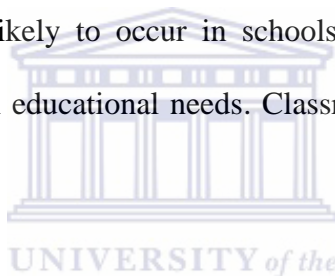 likely to occur in schools
educational needs. Classr
UNIVERSITY of the